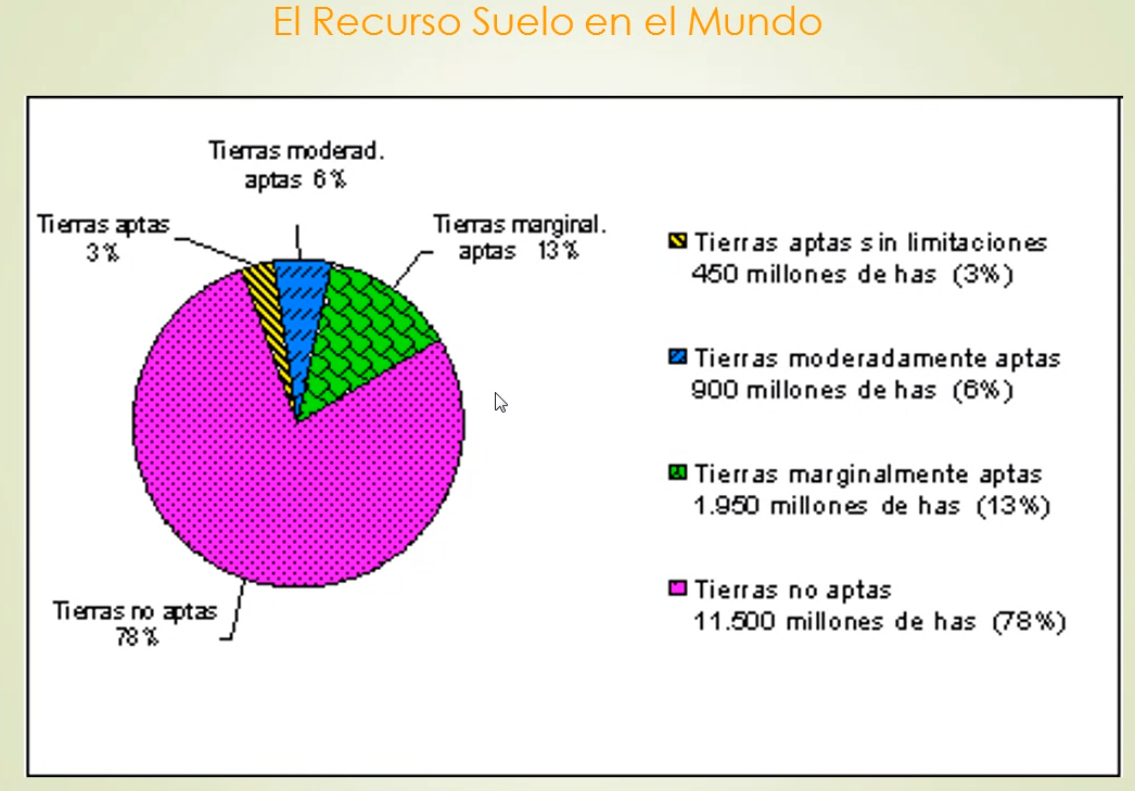 El Recurso Suelo en el Mundo
Tierras moderad.
aptas 6%
Tierras aptas
3%
Tierras marginal.
aptas 13%
Tierras no aptas
78%
Tierras aptas sin limitaciones
450 millones de has (3%)
Tierras moderadamente aptas
900 millones de has (6%)
Tierras marginalmente aptas
1.950 millones de has (13%)
Tierras no aptas
11.500 millones de has (78%)